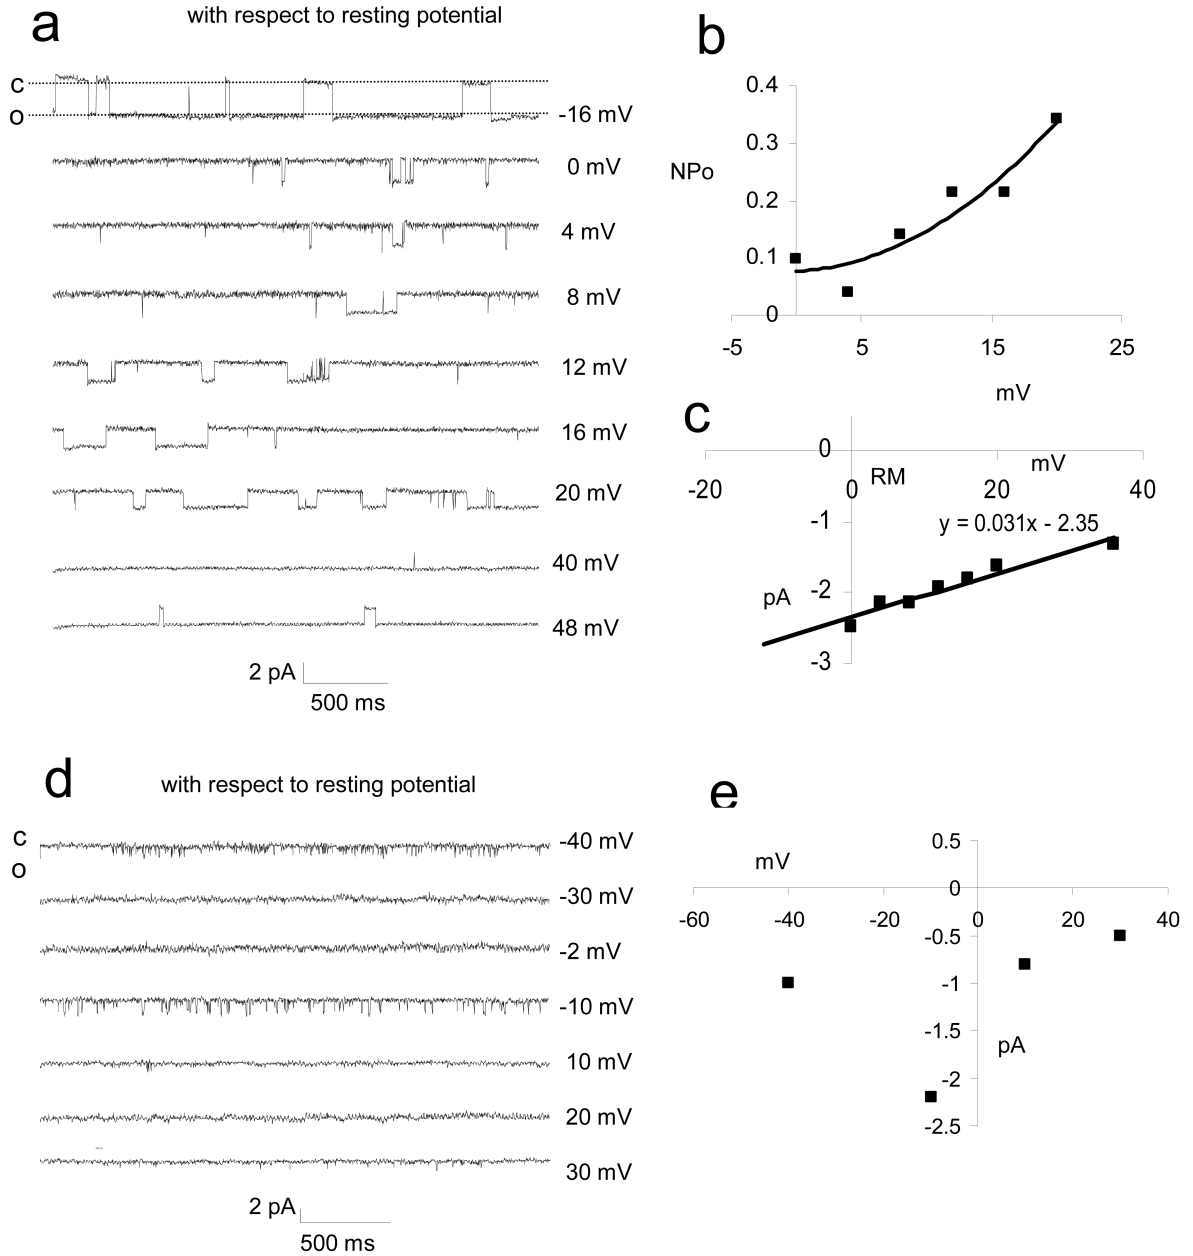 a
with respect to resting potential
c
o
-16 mV
0 mV
4 mV
8 mV
12 mV
16 mV
20 mV
40 mV
48 mV
2 pA
500 ms
b
0.4
0.3
NPo
0.2
0.1
0
-5
5
15
25
mV
c
0
mV
RM
-20
0
20
40
-1
y = 0.031x - 2.35
pA
-2
-3
d
with respect to resting potential
c
o
-40 mV
-30 mV
-2 mV
-10 mV
10 mV
20 mV
30 mV
2 pA
500 ms
e
0.5
mV
0
-60
-40
-20
0
20
40
-0.5
-1
-1.5
pA
-2
-2.5